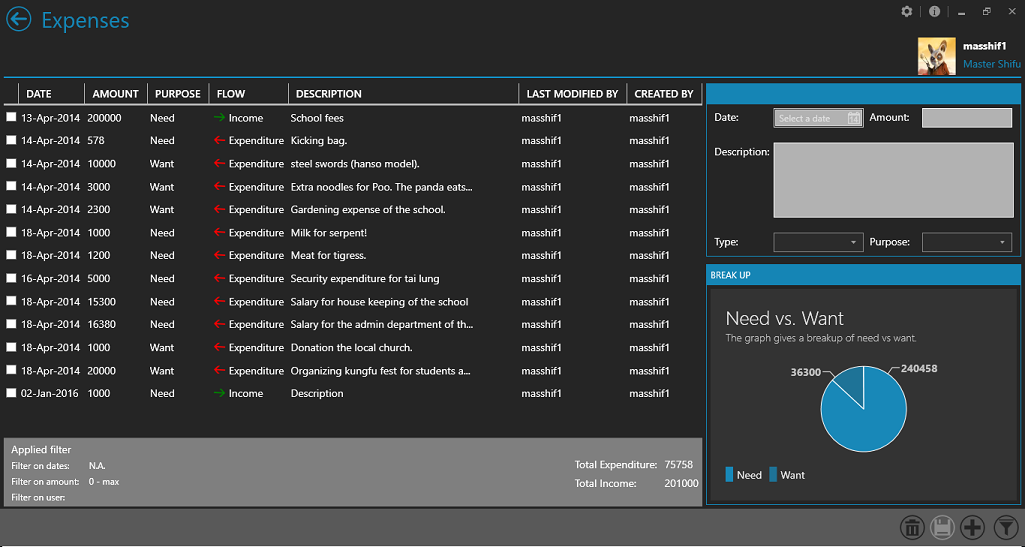 Expenses
masshif1
Master Shifu
DATE AMOUNT PURPOSE FLOW DESCRIPTION LAST MODIFIED BY CREATED BY
13-Apr-2014 200000 Need Income School fees masshif1 masshif1
14-Apr-2014 578 Need Expenditure Kicking bag. masshif1 masshif1
14-Apr-2014 10000 Want Expenditure steel swords (hanso model). masshif1 masshif1
14-Apr-2014 3000 Want Expenditure Extra noodles for Poo. The panda eats... masshif1 masshif1
14-Apr-2014 2300 Want Expenditure Gardening expense of the school. masshif1 masshif1
18-Apr-2014 1000 Need Expenditure Milk for serpent! masshif1 masshif1
18-Apr-2014 1200 Need Expenditure Meat for tigress. masshif1 masshif1
16-Apr-2014 5000 Need Expenditure Security expenditure for tai lung masshif1 masshif1
18-Apr-2014 15300 Need Expenditure Salary for house keeping of the school masshif1 masshif1
18-Apr-2014 16380 Need Expenditure Salary for the admin department of th... masshif1 masshif1
18-Apr-2014 1000 Want Expenditure Donation the local church. masshif1 masshif1
18-Apr-2014 20000 Want Expenditure Organizing kungfu fest for students a... masshif1 masshif1
02-Jan-2016 1000 Need Income Description masshif1 masshif1
Applied filter
Filter on dates: N.A.
Filter on amount: 0 - max
Filter on user:
Total Expenditure: 75758
Total Income: 201000
Date: Select a date Amount:
Description:
Type: Purpose:
BREAK UP
Need vs. Want
The graph gives a breakup of need vs want.
36300 240458
Need Want